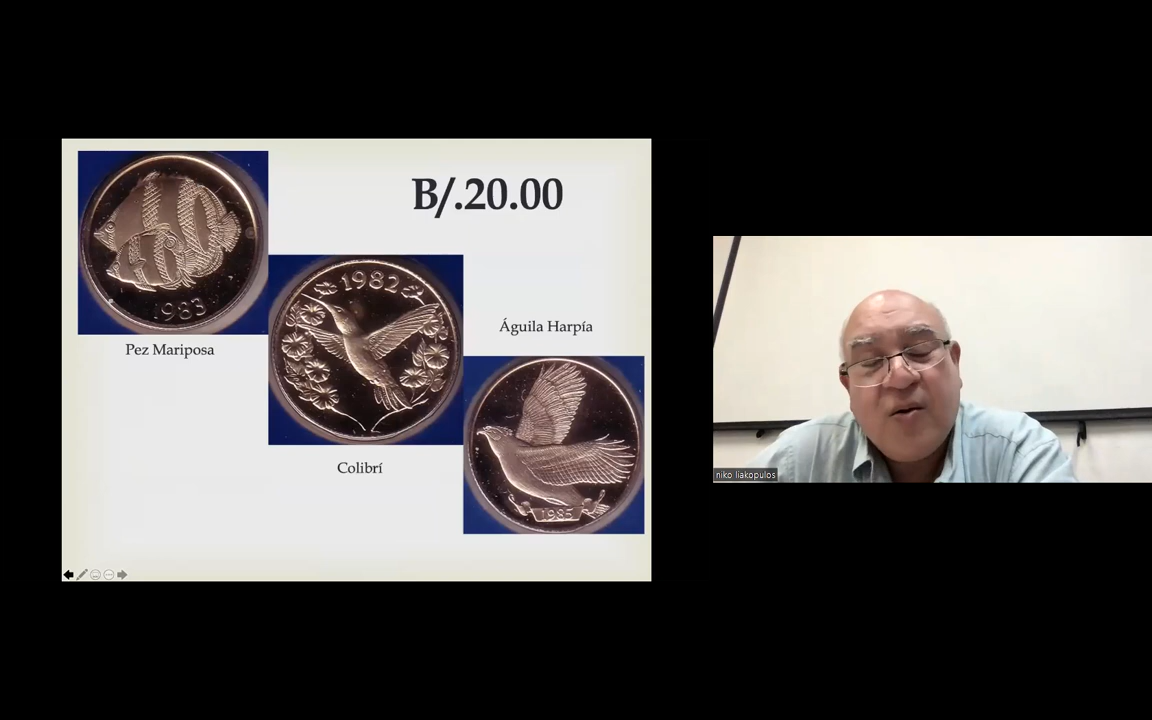 B/.20.00
1983
Pez Mariposa
1982
Colibrí
Águila Harpía
1985
niko liakopulos